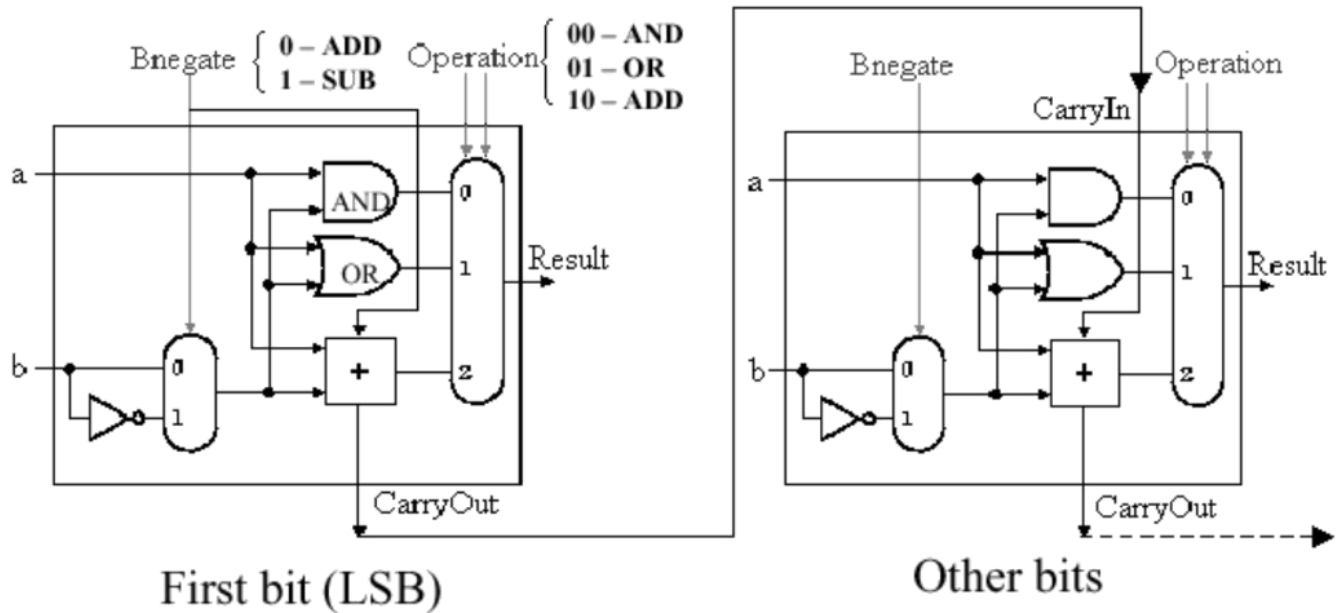 Bnegate { 0 – ADD
1 – SUB
Operation { 00 – AND
01 – OR
10 – ADD
a
AND
OR
0
1
2
Result
b
0
1
+
CarryOut
First bit (LSB)
Bnegate
Operation
CarryIn
a
0
1
2
Result
b
0
1
+
CarryOut
Other bits